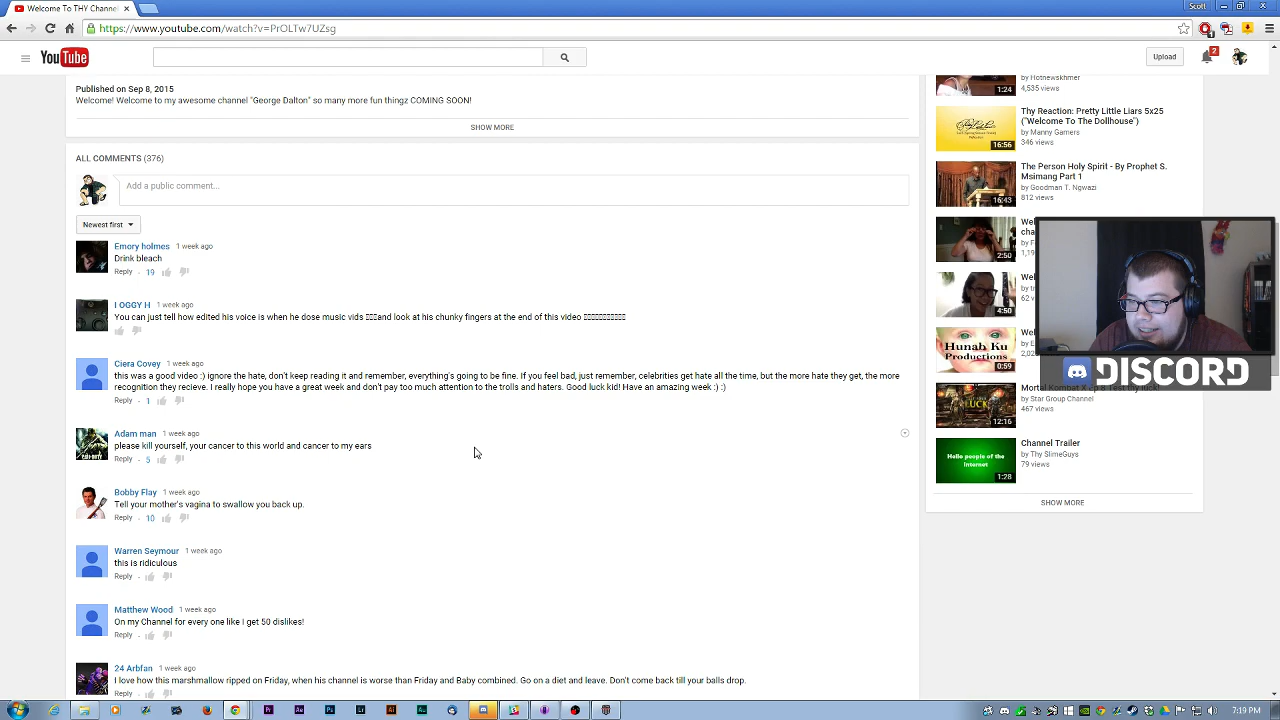 Welcome To THY Channel
Scott
https://www.youtube.com/watch?v=PrOLTw7UZsg
YouTube
Upload
2
Published on Sep 8, 2015
Welcome! Welcome to my awesome channel "George Dalton" so many more fun thingz COMING SOON!
SHOW MORE
ALL COMMENTS (376)
Add a public comment...
Newest first
Emory holmes 1 week ago
Drink bleach
Reply · 19
I OGGY H 1 week ago
You can just tell how edited his voice is when he does music vids and look at his chunky fingers at the end of this video
Ciera Covey 1 week ago
this was a good video :) ignore the hate, don't keep reading it and remember, everything's going to be fine. If you feel bad, just remember, celebrities get hate all the time, but the more hate they get, the more
recognition they recieve. I really hope you have a great week and don't pay too much attention to the trolls and haters. Good luck kid! Have an amazing week :) :)
Reply · 1
Adam man 1 week ago
please kill yourself, your cancer to this world and cancer to my ears
Reply · 5
Bobby Flay 1 week ago
Tell your mother's vagina to swallow you back up.
Reply · 10
Warren Seymour 1 week ago
this is ridiculous
Reply
Matthew Wood 1 week ago
On my Channel for every one like I get 50 dislikes!
Reply
24 Arbfan 1 week ago
I love how this marshmallow ripped on Friday, when his channel is worse than Friday and Baby combined. Go on a diet and leave. Don't come back till your balls drop.
Reply
by Hotnewskhmer
4,535 views
1:24
Thy Reaction: Pretty Little Liars 5x25
("Welcome To The Dollhouse")
by Manny Gamers
346 views
16:56
The Person Holy Spirit - By Prophet S.
Msimang Part 1
by Goodman T. Ngwazi
812 views
16:43
2:50
4:50
Hunab Ku
Productions
0:59
DISCORD
Mortal Kombat X ep 8 Test thy luck!
by Star Group Channel
467 views
LUCK
12:16
Channel Trailer
by Thy SlimeGuys
79 views
Hello people of the
Internet
1:28
SHOW MORE
7:19 PM